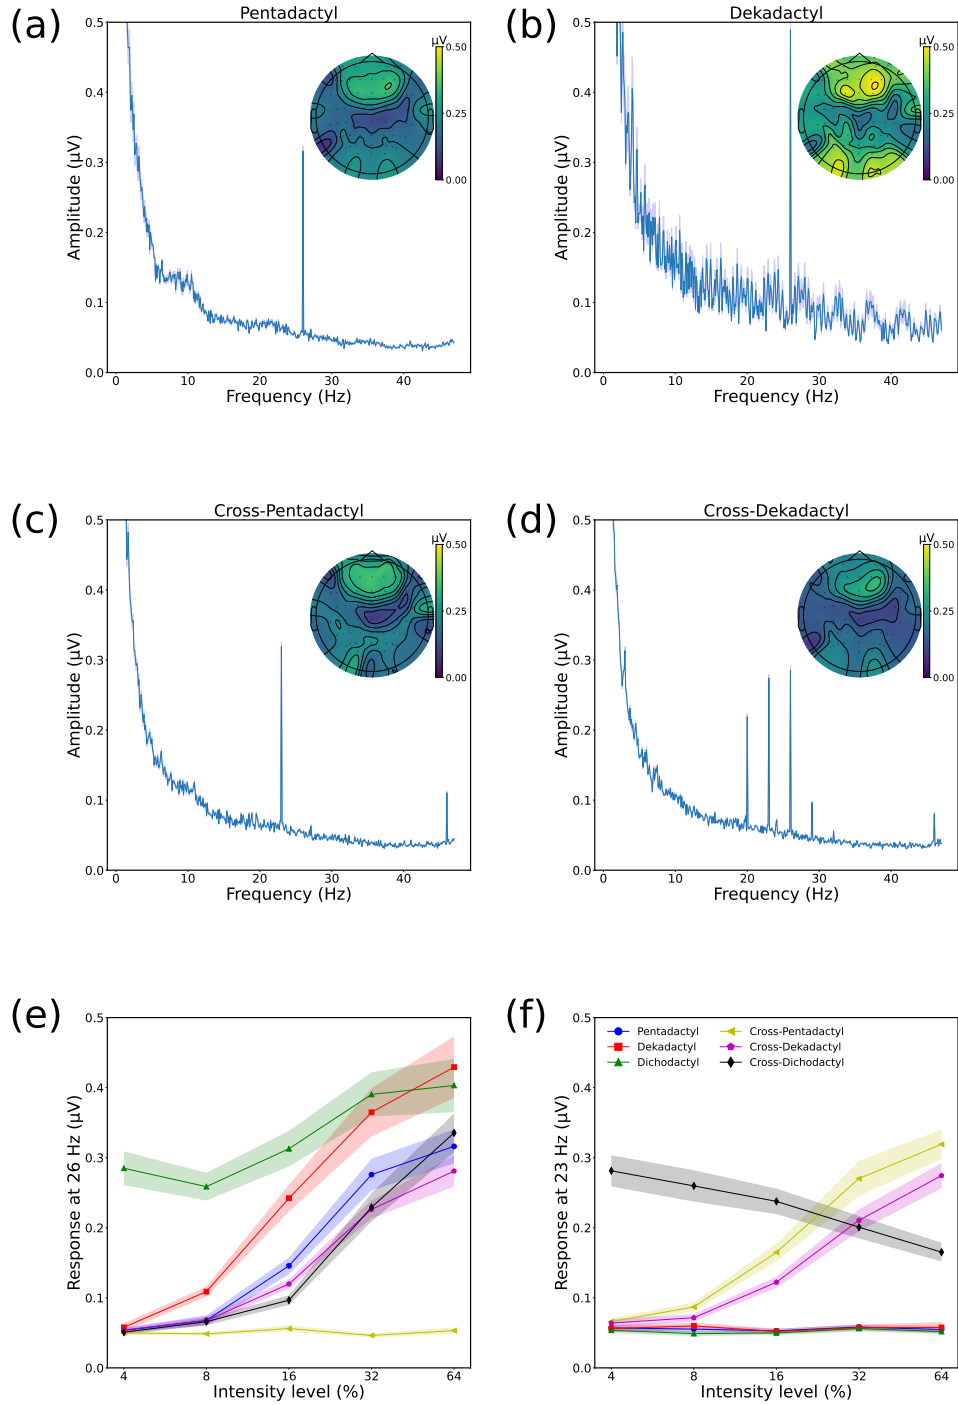 (a)
Pentadactyl
0.5
0.4
0.3
0.2
0.1
0.0
Amplitude (µV)
0
10
20
30
40
Frequency (Hz)
µV
0.50
0.25
0.00
(b)
Dekadactyl
0.5
0.4
0.3
0.2
0.1
0.0
Amplitude (µV)
0
10
20
30
40
Frequency (Hz)
µV
0.50
0.25
0.00
(c)
Cross-Pentadactyl
0.5
0.4
0.3
0.2
0.1
0.0
Amplitude (µV)
0
10
20
30
40
Frequency (Hz)
µV
0.50
0.25
0.00
(d)
Cross-Dekadactyl
0.5
0.4
0.3
0.2
0.1
0.0
Amplitude (µV)
0
10
20
30
40
Frequency (Hz)
µV
0.50
0.25
0.00
(e)
0.5
0.4
0.3
0.2
0.1
0.0
Response at 26 Hz (µV)
4
8
16
32
64
Intensity level (%)
(f)
0.5
0.4
0.3
0.2
0.1
0.0
Response at 23 Hz (µV)
Pentadactyl
Dekadactyl
Dichodactyl
Cross-Pentadactyl
Cross-Dekadactyl
Cross-Dichodactyl
4
8
16
32
64
Intensity level (%)